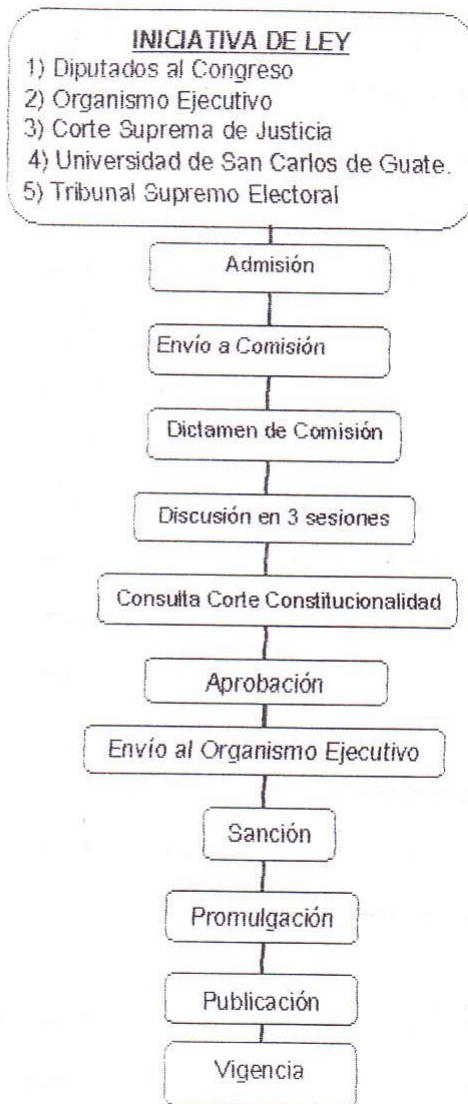 INICIATIVA DE LEY
1) Diputados al Congreso
2) Organismo Ejecutivo
3) Corte Suprema de Justicia
4) Universidad de San Carlos de Guate.
5) Tribunal Supremo Electoral
Admisión
Envío a Comisión
Dictamen de Comisión
Discusión en 3 sesiones
Consulta Corte Constitucionalidad
Aprobación
Envío al Organismo Ejecutivo
Sanción
Promulgación
Publicación
Vigencia